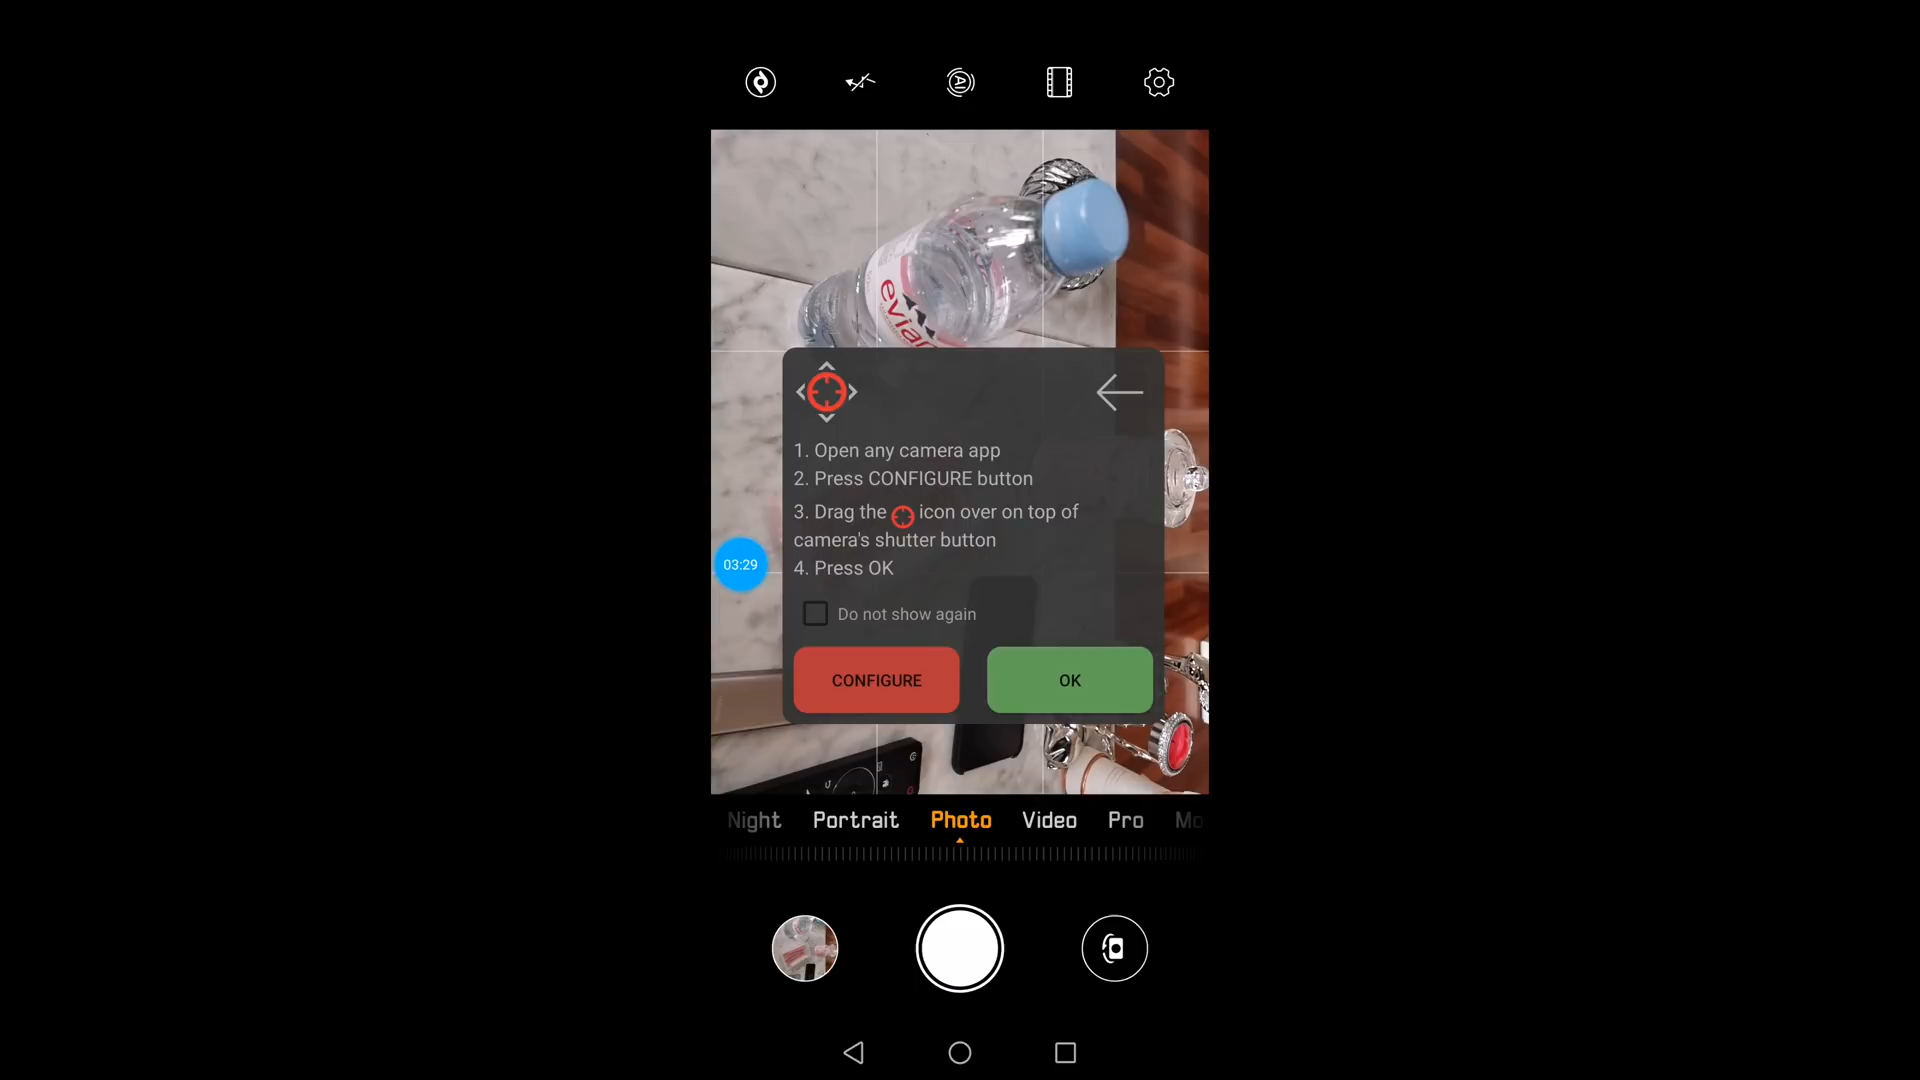 evian
1. Open any camera app
2. Press CONFIGURE button
3. Drag the icon over on top of
camera's shutter button
4. Press OK
03:29
Do not show again
CONFIGURE
OK
Night Portrait Photo Video Pro Mo